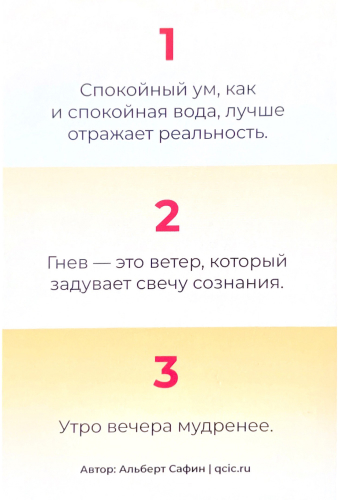 1
Спокойный ум, как
и спокойная вода, лучше
отражает реальность.
2
Гнев — это ветер, который
задувает свечу сознания.
3
Утро вечера мудренее.
Автор: Альберт Сафин | qcic.ru